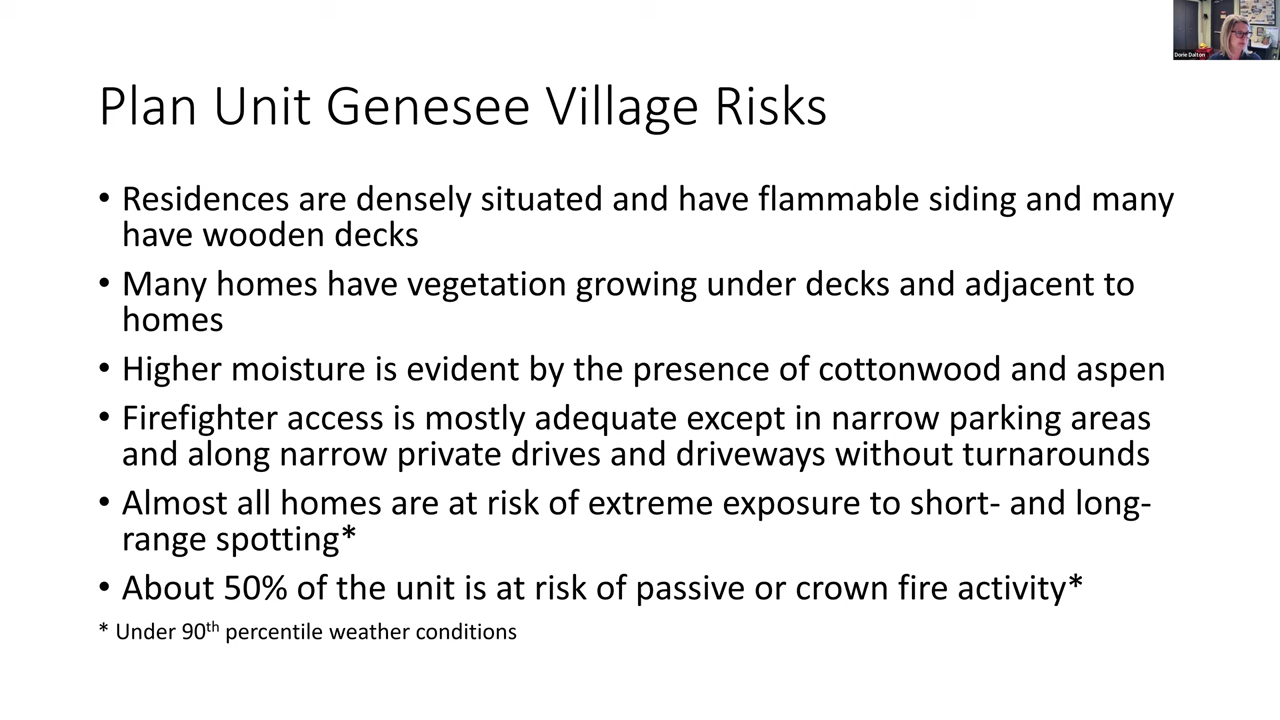 Dorie Dalton
Plan Unit Genesee Village Risks
• Residences are densely situated and have flammable siding and many
have wooden decks
• Many homes have vegetation growing under decks and adjacent to
homes
• Higher moisture is evident by the presence of cottonwood and aspen
• Firefighter access is mostly adequate except in narrow parking areas
and along narrow private drives and driveways without turnarounds
• Almost all homes are at risk of extreme exposure to short- and long-
range spotting*
• About 50% of the unit is at risk of passive or crown fire activity*
* Under 90th percentile weather conditions